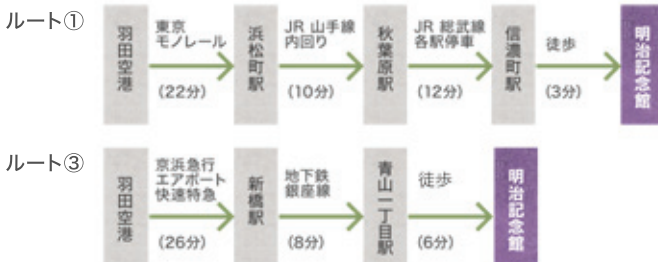 ルート①
羽田空港
東京
モノレール
(22分)
浜松町駅
JR 山手線
内回り
(10分)
秋葉原駅
JR 総武線
各駅停車
(12分)
信濃町駅
徒歩
(3分)
明治記念館
ルート③
羽田空港
京浜急行
エアポート
快速特急
(26分)
新橋駅
地下鉄
銀座線
(8分)
青山一丁目駅
徒歩
(6分)
明治記念館